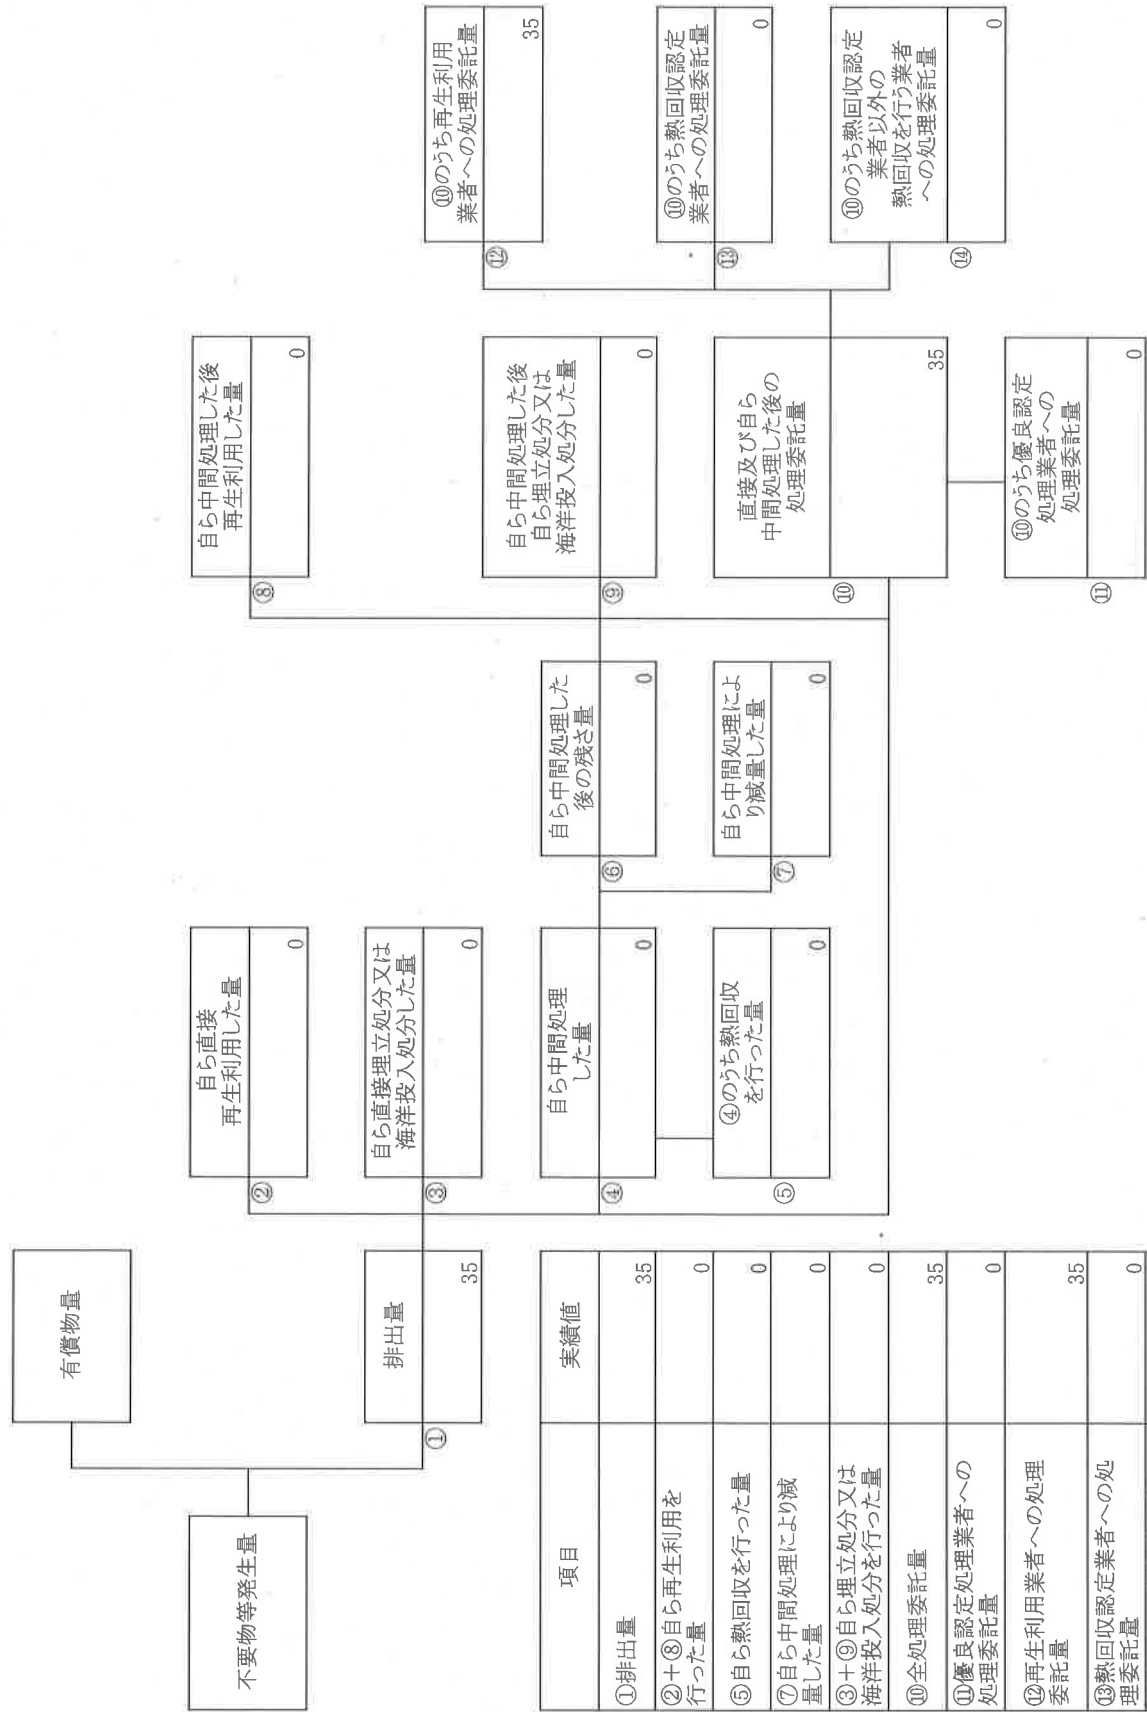 不要物等発生量
有償物量
①
排出量
35
②
自ら直接
再生利用した量
0
③
自ら直接埋立処分又は
海洋投入処分した量
0
④
自ら中間処理
した量
0
⑤
④のうち熱回収
を行った量
0
⑥
自ら中間処理した
後の残さ量
0
⑦
自ら中間処理によ
り減量した量
0
⑧
自ら中間処理した後
再生利用した量
0
⑨
自ら中間処理した後
自ら埋立処分又は
海洋投入処分した量
0
⑩
直接及び自ら
中間処理した後の
処理委託量
35
⑪
⑩のうち優良認定
処理業者への
処理委託量
0
⑫
⑩のうち再生利用
業者への処理委託量
35
⑬
⑩のうち熱回収認定
業者への処理委託量
0
⑭
⑩のうち熱回収認定
業者以外の
熱回収を行う業者
への処理委託量
0
項目 実績値
①排出量 35
②+⑧自ら再生利用を
行った量 0
⑤自ら熱回収を行った量 0
⑦自ら中間処理により減
量した量 0
③+⑨自ら埋立処分又は
海洋投入処分を行った量 0
⑩全処理委託量 35
⑪優良認定処理業者への
処理委託量 0
⑫再生利用業者への処理
委託量 35
⑬熱回収認定業者への処
理委託量 0